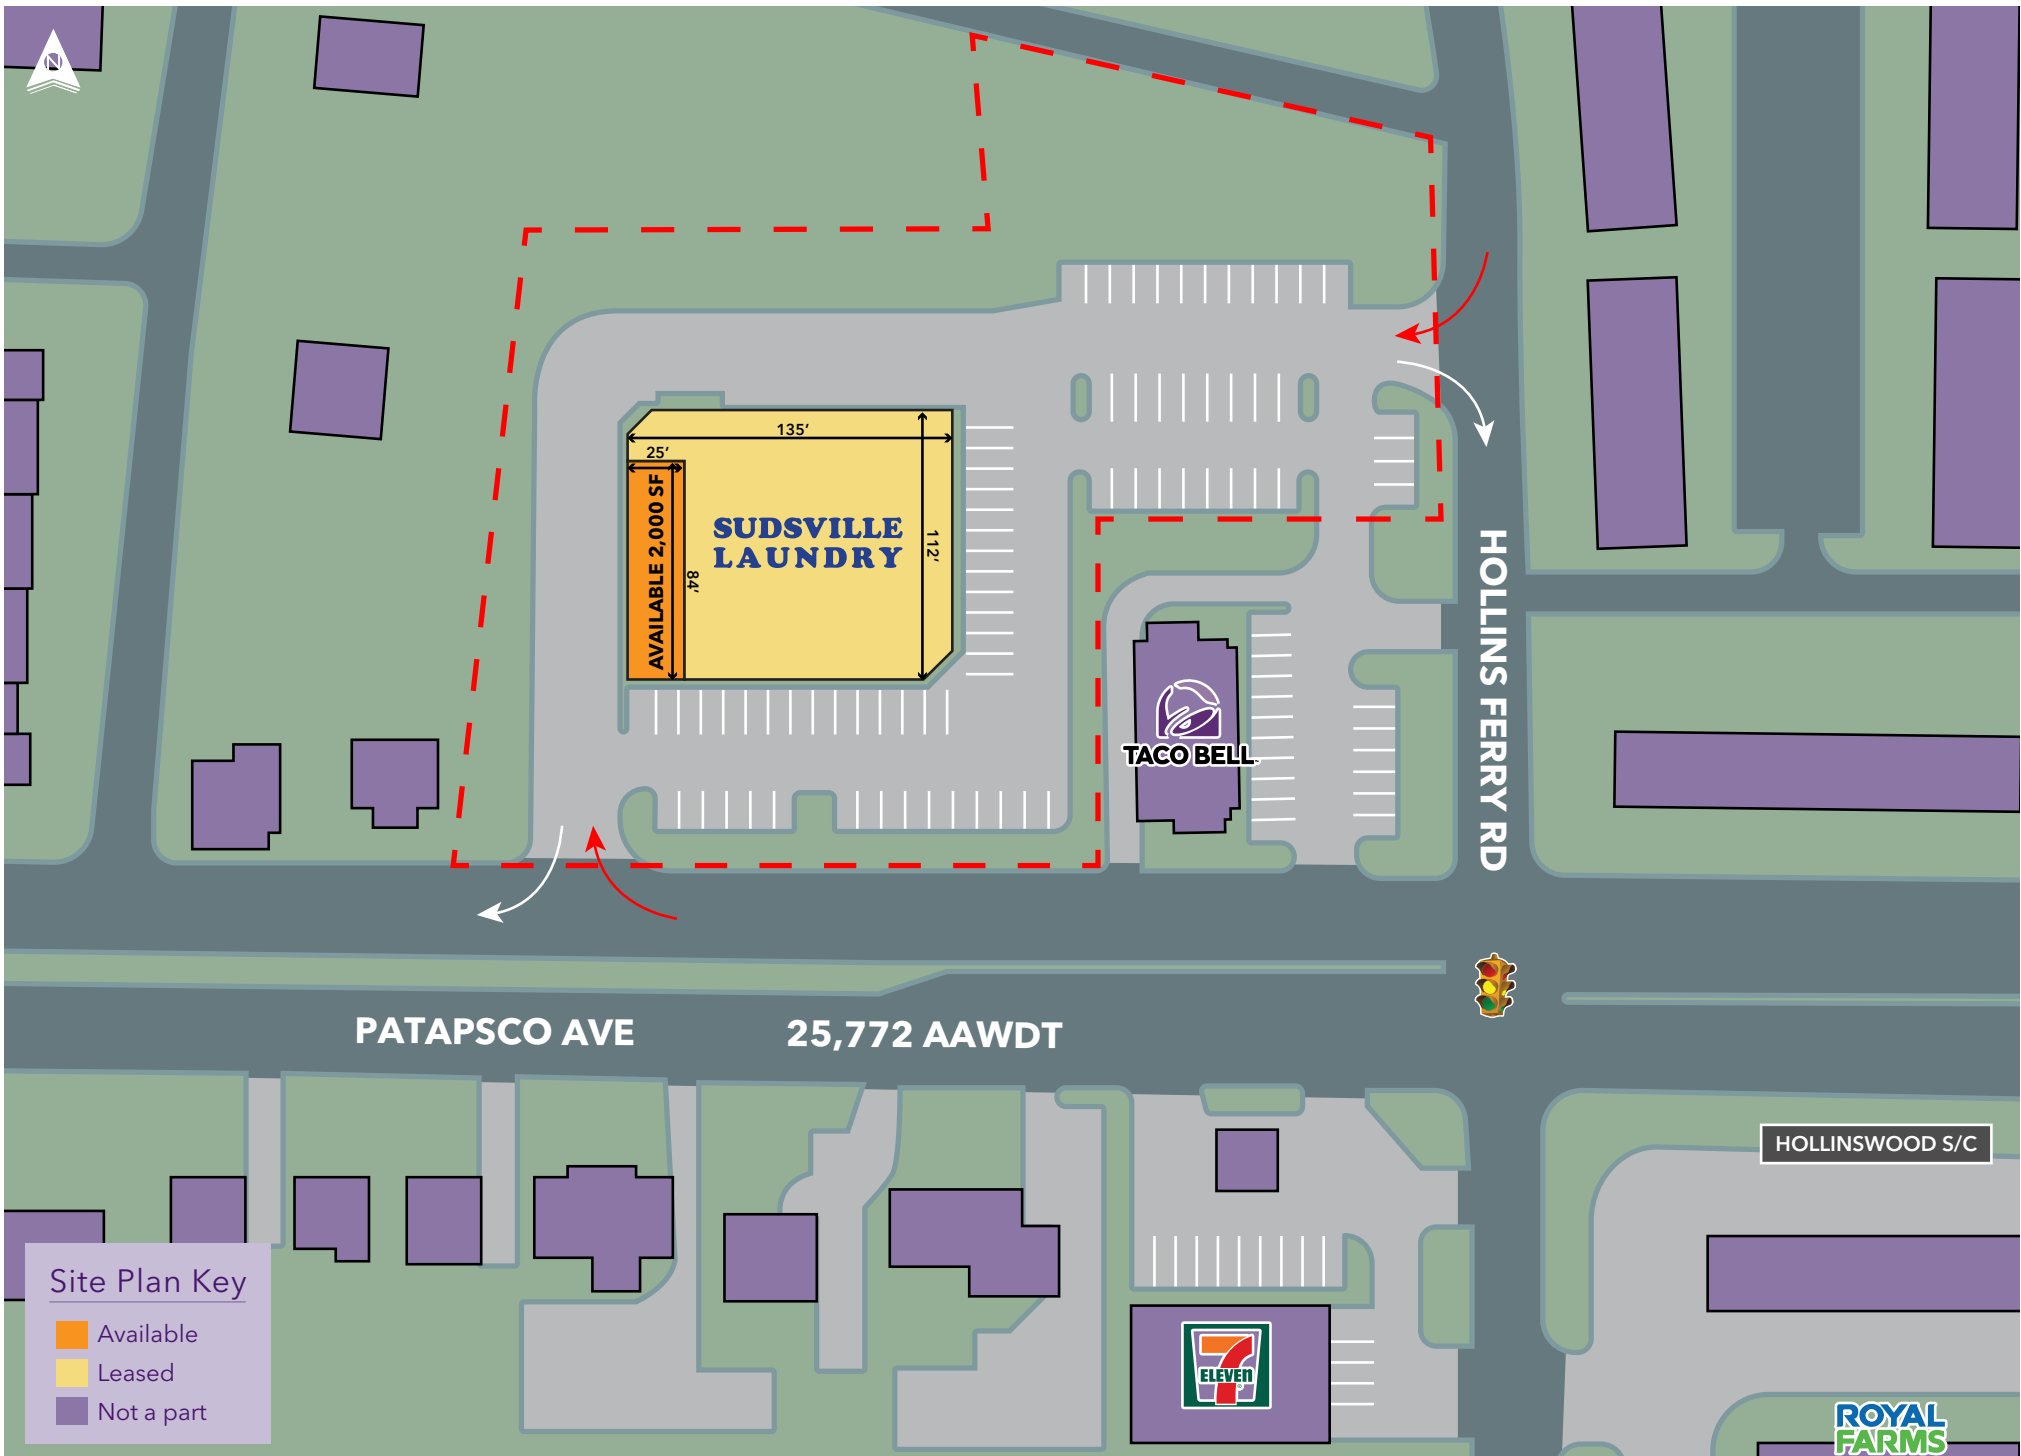 N
135'
25'
AVAILABLE 2,000 SF
84'
SUDSVILLE
LAUNDRY
112'
TACO BELL
HOLLINS FERRY RD
PATAPSCO AVE
25,772 AAWDT
HOLLINSWOOD S/C
Site Plan Key
Available
Leased
Not a part
7
ELEVEN
ROYAL
FARMS